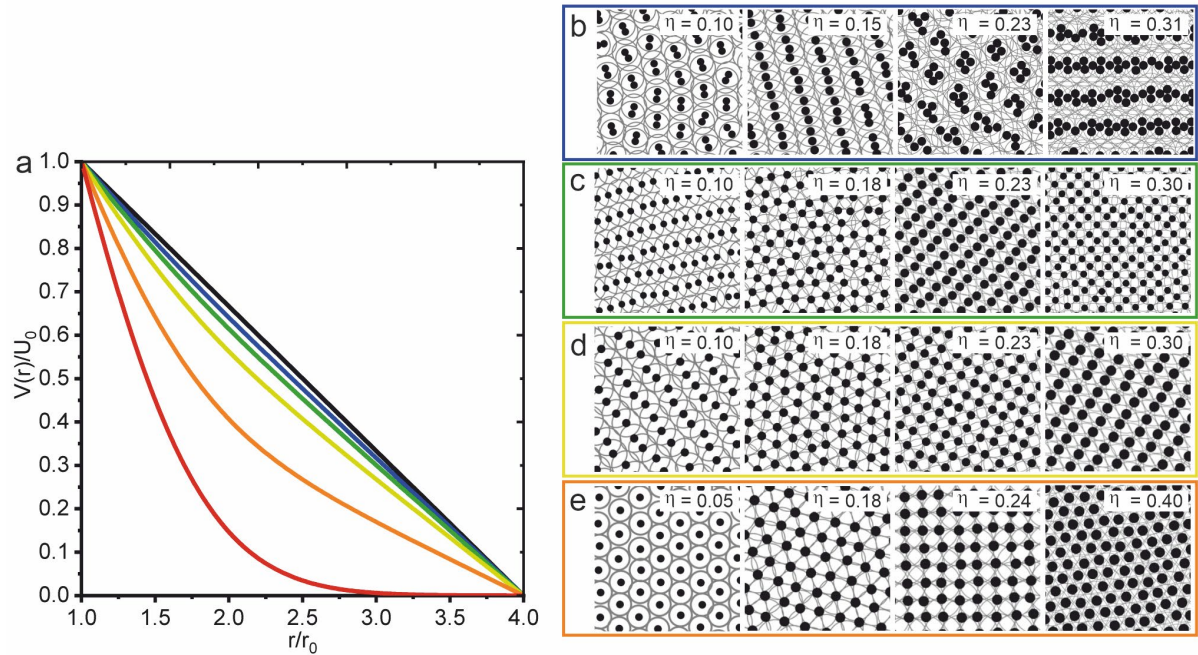 b
η = 0.10 η = 0.15 η = 0.23 η = 0.31
a
1.0
0.9
0.8
0.7
0.6
0.5
0.4
0.3
0.2
0.1
0.0
V(r)/U0
1.0 1.5 2.0 2.5 3.0 3.5 4.0
r/r0
c
η = 0.10 η = 0.18 η = 0.23 η = 0.30
d
η = 0.10 η = 0.18 η = 0.23 η = 0.30
e
η = 0.05 η = 0.18 η = 0.24 η = 0.40